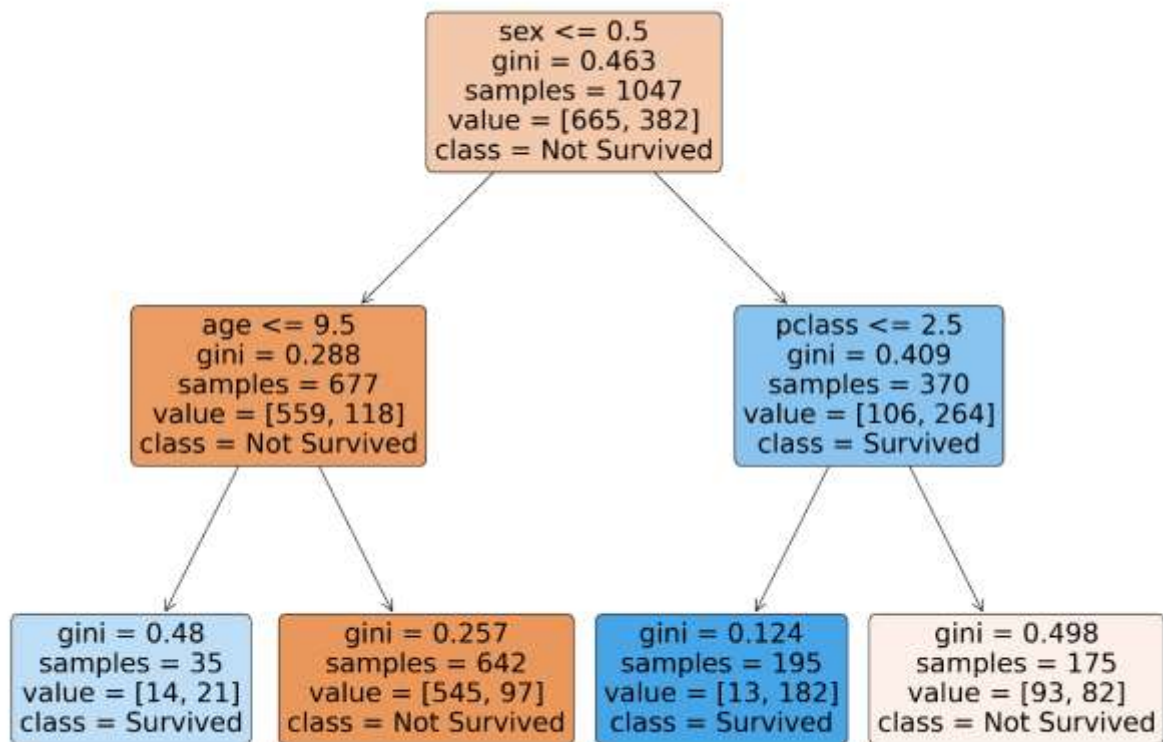 sex <= 0.5
gini = 0.463
samples = 1047
value = [665, 382]
class = Not Survived
age <= 9.5
gini = 0.288
samples = 677
value = [559, 118]
class = Not Survived
pclass <= 2.5
gini = 0.409
samples = 370
value = [106, 264]
class = Survived
gini = 0.48
samples = 35
value = [14, 21]
class = Survived
gini = 0.257
samples = 642
value = [545, 97]
class = Not Survived
gini = 0.124
samples = 195
value = [13, 182]
class = Survived
gini = 0.498
samples = 175
value = [93, 82]
class = Not Survived